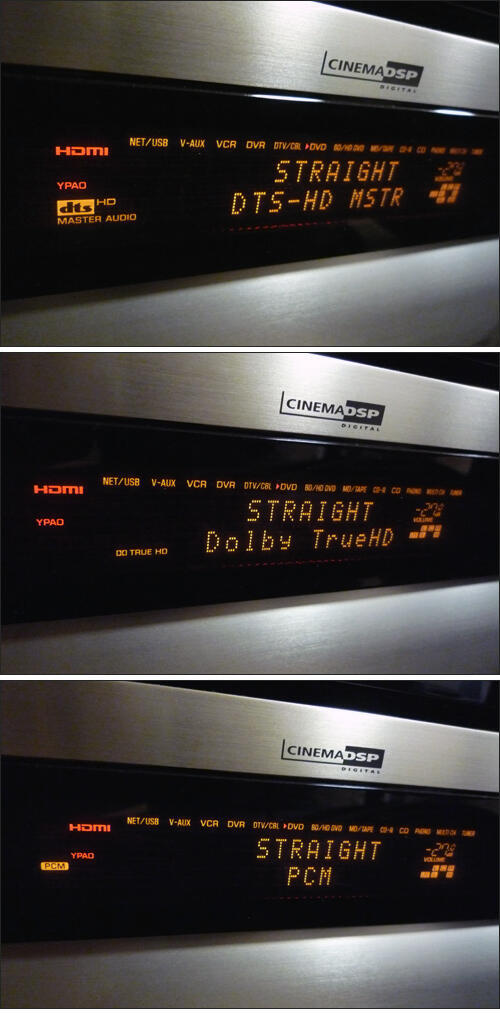 CINEMA DSP
DIGITAL
NET/USB V-AUX VCR DVR DTV/CBL DVD BD/HD DVD MD/TAPE CD-R CD PHONO MULTI CH TUNER
HDMI STRAIGHT
YPAO VOLUME
dts HD DTS-HD MSTR
MASTER AUDIO
CINEMA DSP
DIGITAL
NET/USB V-AUX VCR DVR DTV/CBL DVD BD/HD DVD MD/TAPE CD-R CD PHONO MULTI CH TUNER
HDMI STRAIGHT
YPAO VOLUME
Dolby TrueHD
TRUE HD
CINEMA DSP
DIGITAL
NET/USB V-AUX VCR DVR DTV/CBL DVD BD/HD DVD MD/TAPE CD-R CD PHONO MULTI CH TUNER
HDMI STRAIGHT
YPAO VOLUME
PCM PCM